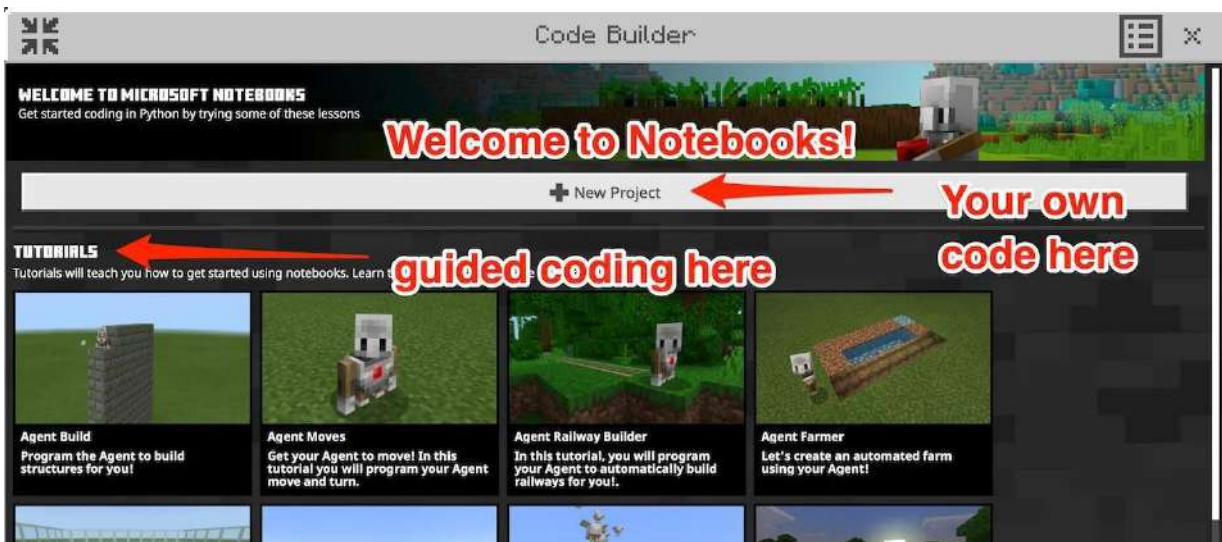 Code Builder
WELCOME TO MICROSOFT NOTEBOOKS
Get started coding in Python by trying some of these lessons
Welcome to Notebooks!
New Project
Your own
code here
TUTORIALS
Tutorials will teach you how to get started using notebooks. Learn
guided coding here
Agent Build
Program the Agent to build
structures for you!
Agent Moves
Get your Agent to move! In this
tutorial you will program your Agent
move and turn.
Agent Railway Builder
In this tutorial, you will program
your Agent to automatically build
railways for you!.
Agent Farmer
Let's create an automated farm
using your Agent!